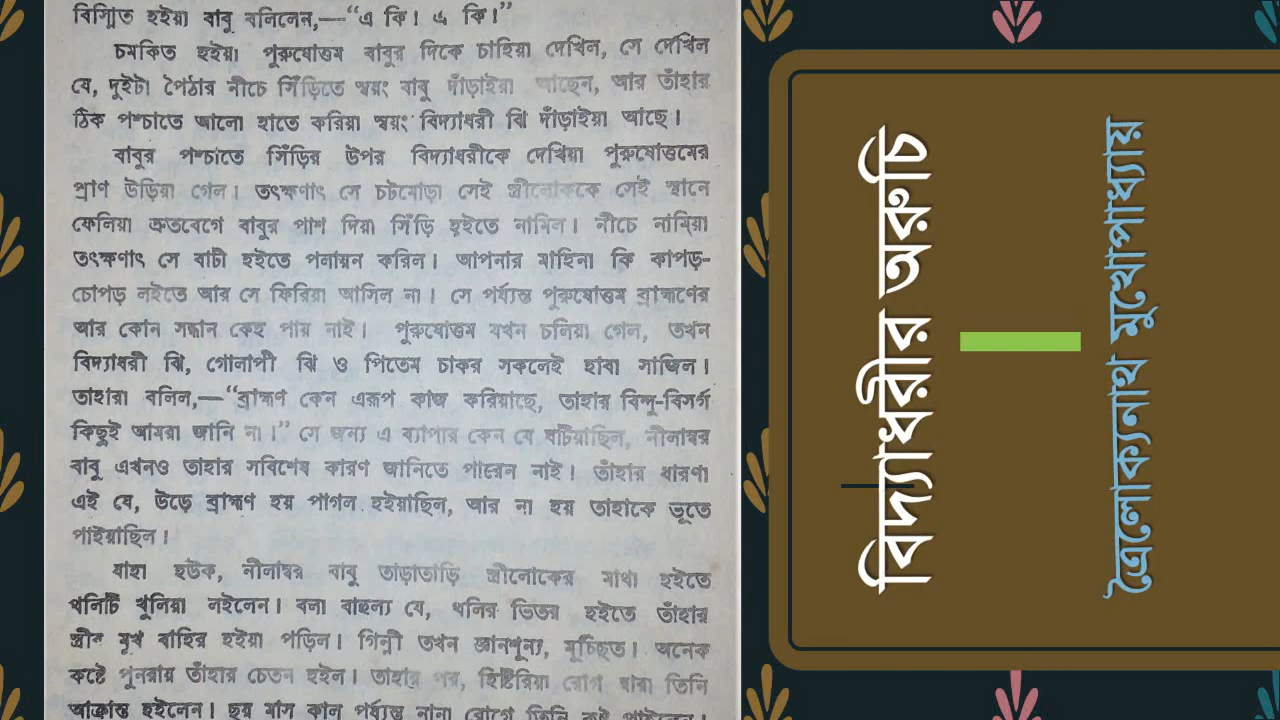 বিস্মিত হইয়া বাবু বলিলেন,—“এ কি! এ কি!”
চমকিত হইয়া পুরুষোত্তম বাবুর দিকে চাহিয়া দেখিল, সে দেখিল
যে, দুইটা পৈঠার নীচে সিঁড়িতে স্বয়ং বাবু দাঁড়াইয়া আছেন, আর তাঁহার
ঠিক পশ্চাতে আলো হাতে করিয়া স্বয়ং বিদ্যাধরী ঝি দাঁড়াইয়া আছে।
বাবুর পশ্চাতে সিঁড়ির উপর বিদ্যাধরীকে দেখিয়া পুরুষোত্তমের
প্রাণ উড়িয়া গেল। তৎক্ষণাৎ সে চটমোড়া সেই স্ত্রীলোককে সেই স্থানে
ফেলিয়া দ্রুতবেগে বাবুর পাশ দিয়া সিঁড়ি হইতে নামিল। নীচে নামিয়া
তৎক্ষণাৎ সে বাটী হইতে পলায়ন করিল। আপনার মাহিনা কি কাপড়-
চোপড় লইতে আর সে ফিরিয়া আসিল না। সে পর্য্যন্ত পুরুষোত্তম ব্রাহ্মণের
আর কোন সন্ধান কেহ পায় নাই। পুরুষোত্তম যখন চলিয়া গেল, তখন
বিদ্যাধরী ঝি, গোলাপী ঝি ও পিতেম চাকর সকলেই হাবা সাজিল।
তাহারা বলিল,—“ব্রাহ্মণ কেন এরূপ কাজ করিয়াছে, তাহার বিন্দু-বিসর্গ
কিছুই আমরা জানি না।” সে জন্য এ ব্যাপার কেন যে ঘটিয়াছিল, নীলাম্বর
বাবু এখনও তাহার সবিশেষ কারণ জানিতে পারেন নাই। তাঁহার ধারণা
এই যে, উড়ে ব্রাহ্মণ হয় পাগল হইয়াছিল, আর না হয় তাহাকে ভূতে
পাইয়াছিল।
যাহা হউক, নীলাম্বর বাবু তাড়াতাড়ি স্ত্রীলোকের মাথা হইতে
থলিটি খুলিয়া লইলেন। বলা বাহুল্য যে, থলির ভিতর হইতে তাঁহার
স্ত্রীর মুখ বাহির হইয়া পড়িল। গিন্নী তখন জ্ঞানশূন্য, মূর্চ্ছিত। অনেক
কষ্টে পুনরায় তাঁহার চেতন হইল। তাহার পর, হিষ্টিরিয়া রোগ দ্বারা তিনি
আক্রান্ত হইলেন। ছয় মাস কাল পর্য্যন্ত নানা রোগে তিনি কষ্ট পাইলেন।
বিদ্যাধরীর অরুচি
ত্রৈলোক্যনাথ মুখোপাধ্যায়